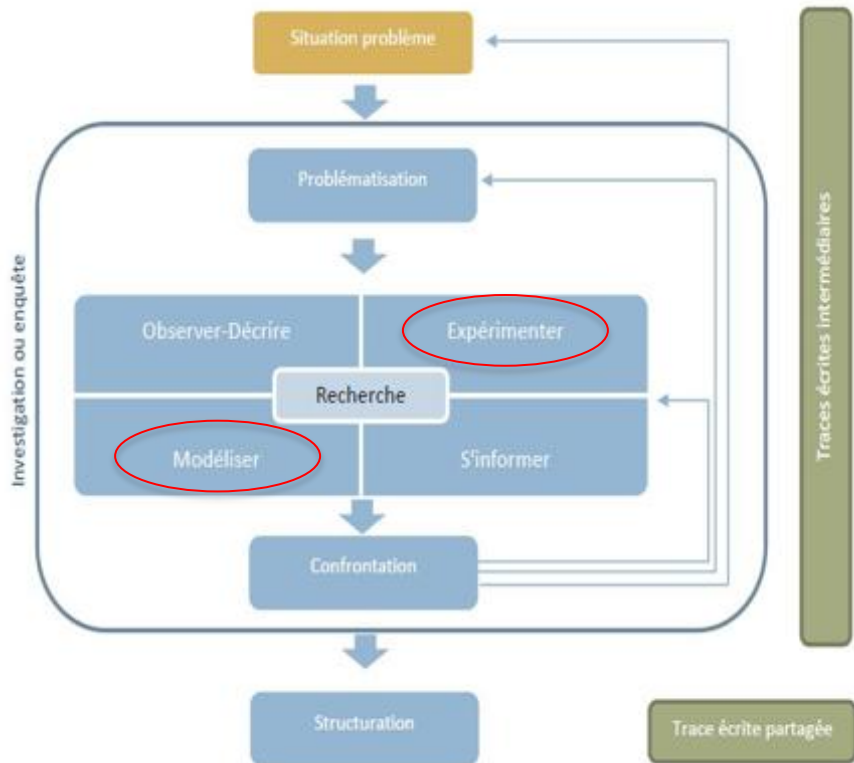 Situation problème
Investigation ou enquête
Problématisation
Observer-Décrire
Expérimenter
Recherche
Modéliser
S'informer
Confrontation
Structuration
Traces écrites intermédiaires
Trace écrite partagée